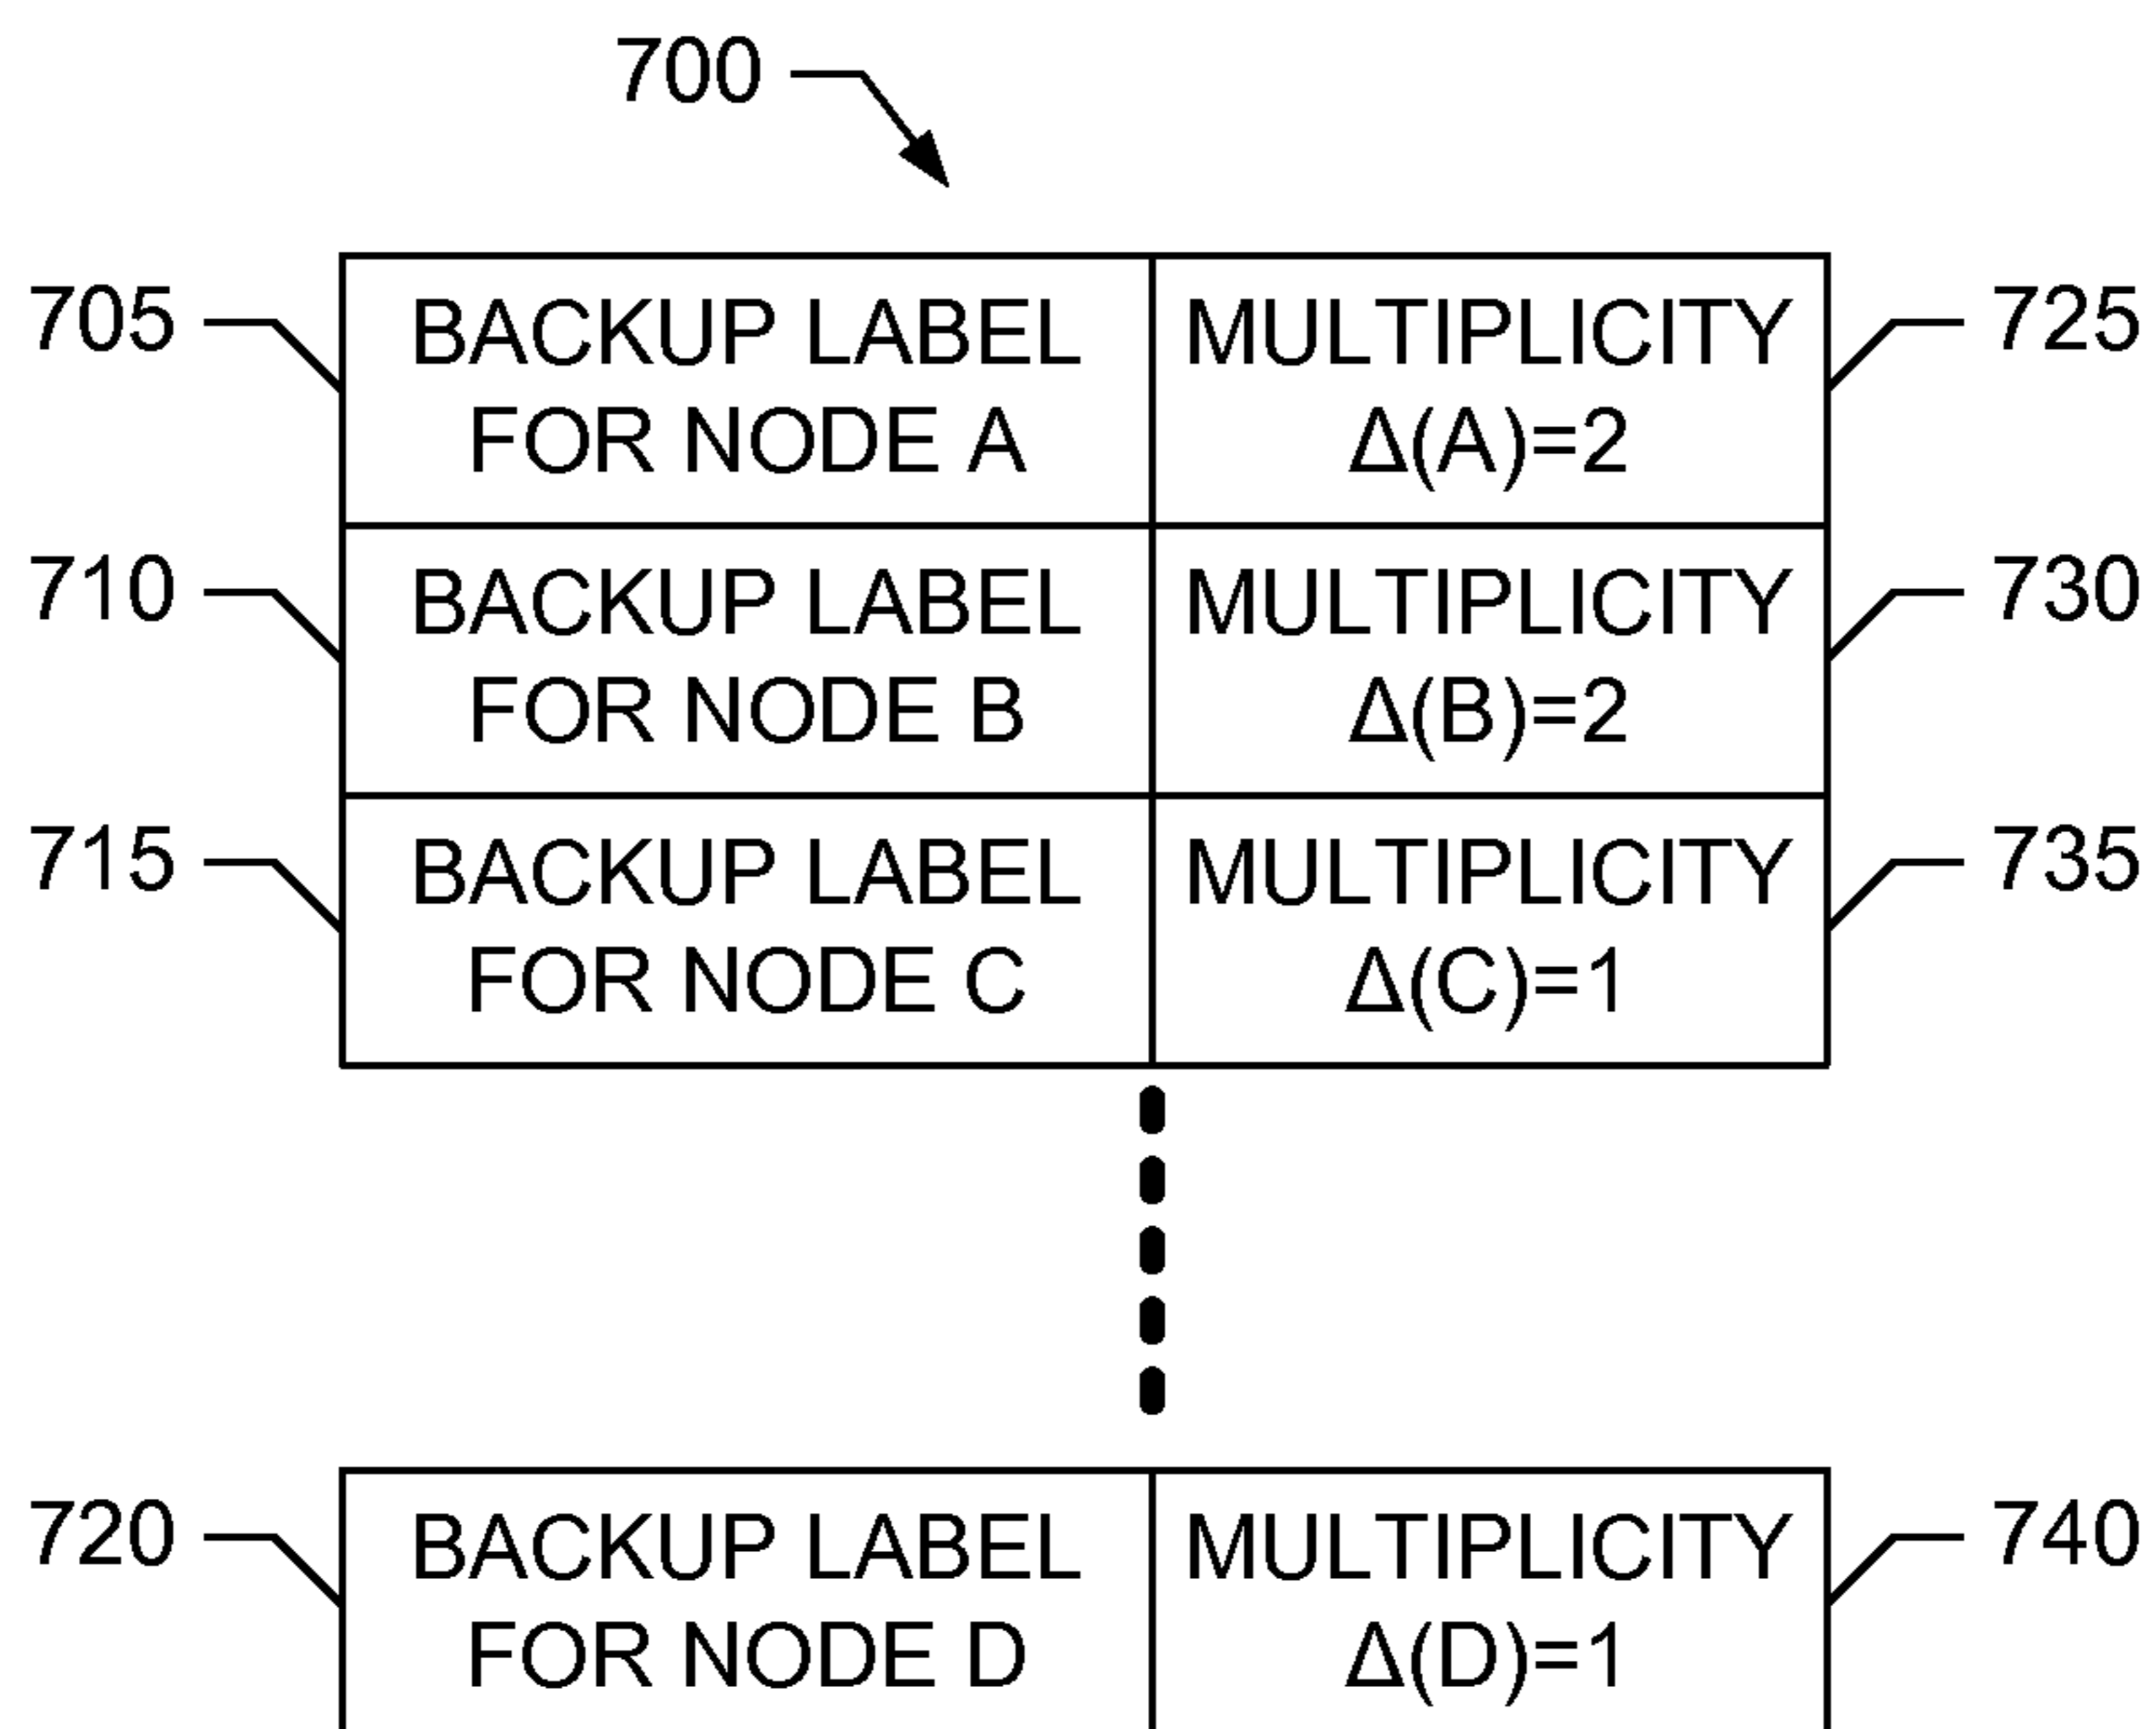 700
705
BACKUP LABEL
FOR NODE A
MULTIPLICITY
Δ(A)=2
725
710
BACKUP LABEL
FOR NODE B
MULTIPLICITY
Δ(B)=2
730
715
BACKUP LABEL
FOR NODE C
MULTIPLICITY
Δ(C)=1
735
720
BACKUP LABEL
FOR NODE D
MULTIPLICITY
Δ(D)=1
740